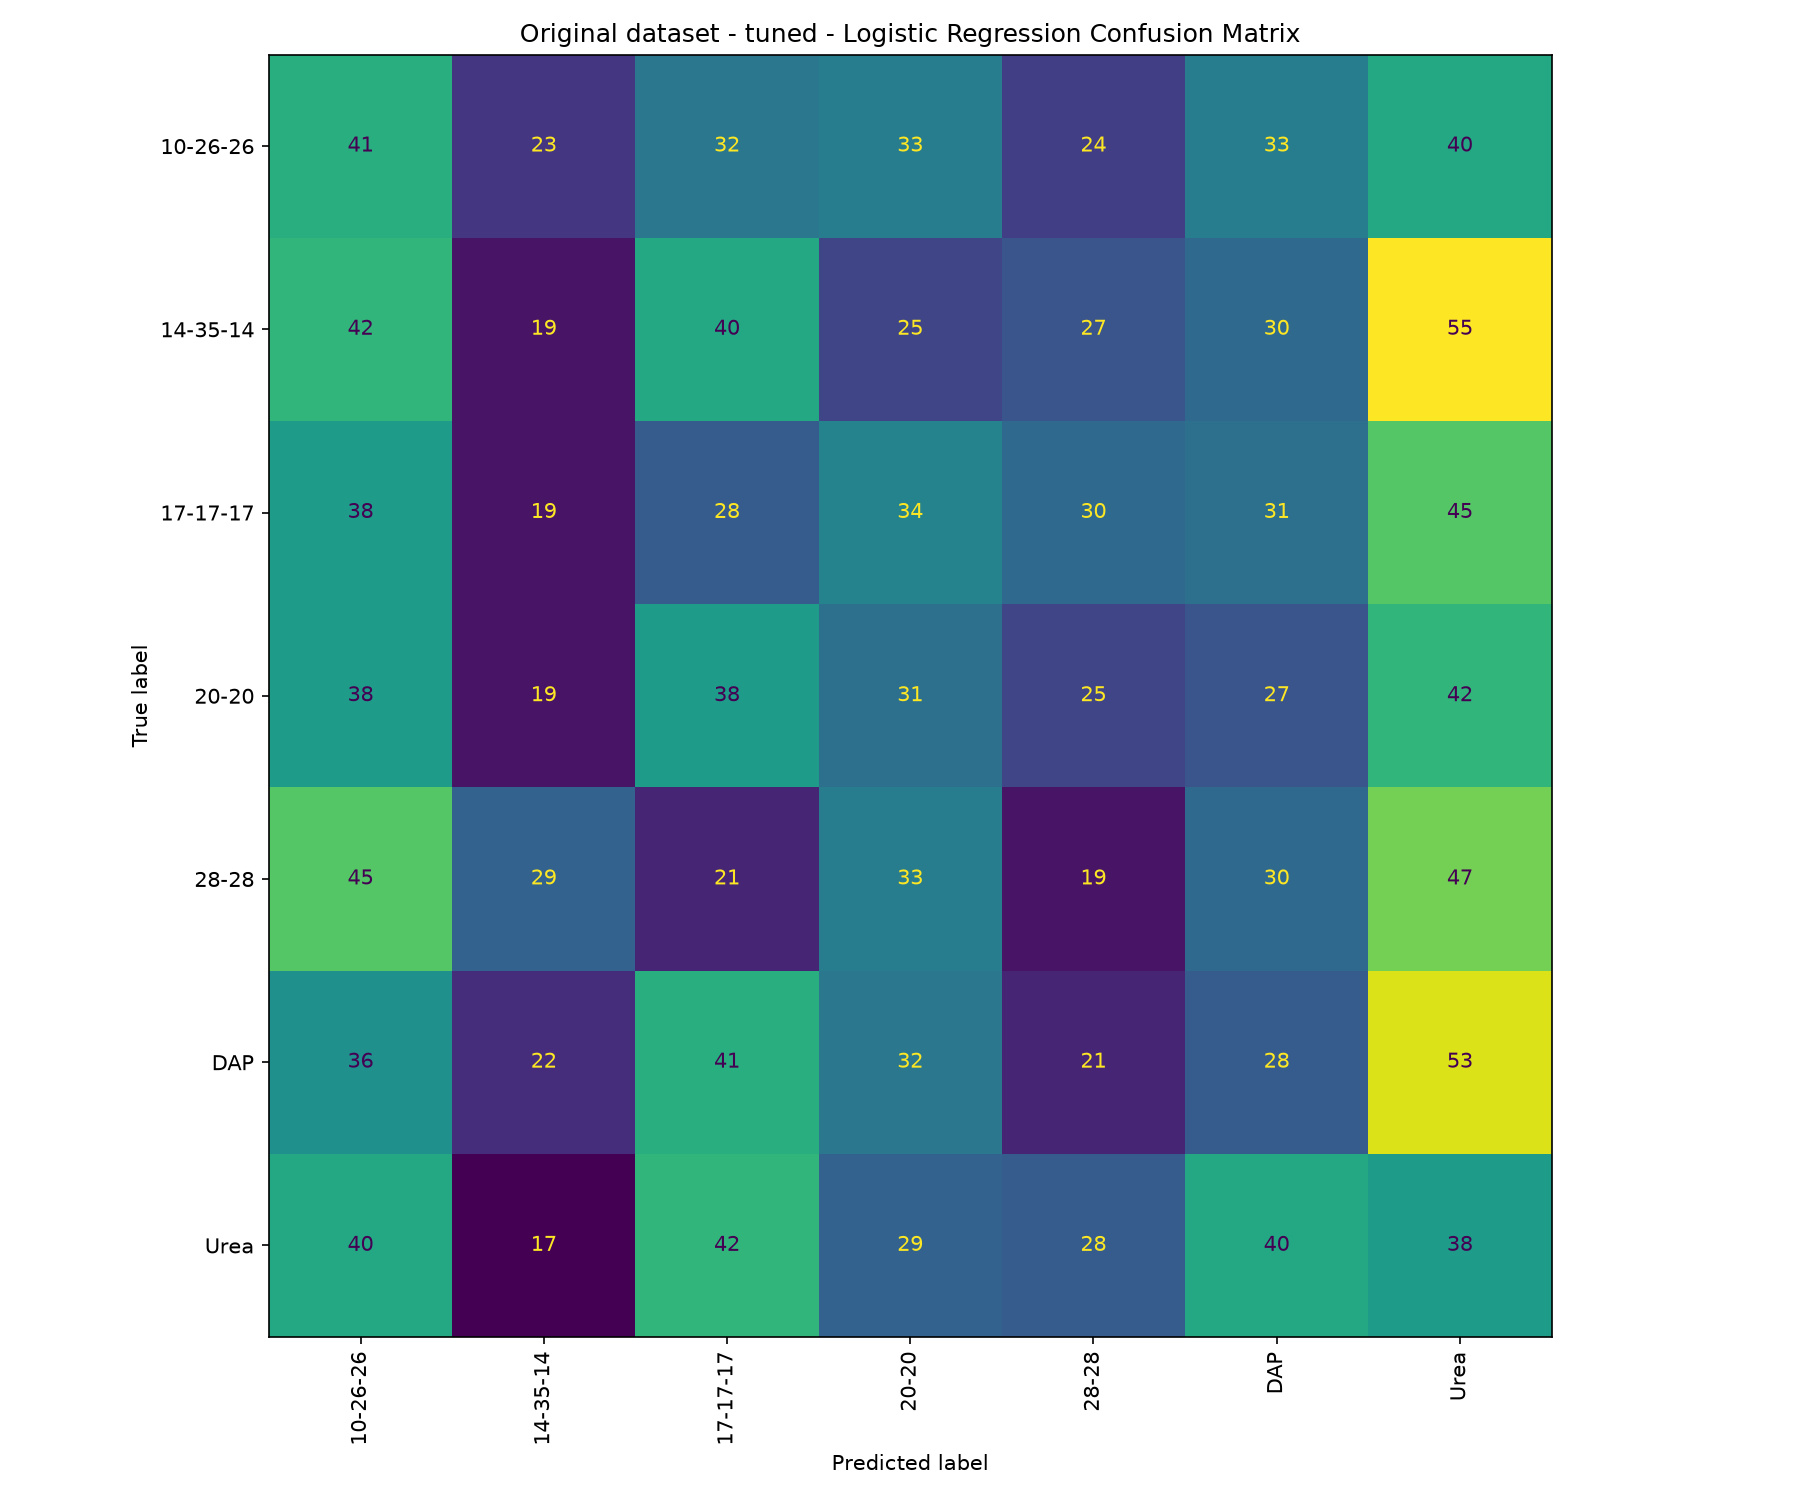 Original dataset - tuned - Logistic Regression Confusion Matrix
10-26-26 41 23 32 33 24 33 40
14-35-14 42 19 40 25 27 30 55
17-17-17 38 19 28 34 30 31 45
True label
20-20 38 19 38 31 25 27 42
28-28 45 29 21 33 19 30 47
DAP 36 22 41 32 21 28 53
Urea 40 17 42 29 28 40 38
10-26-26 14-35-14 17-17-17 20-20 28-28 DAP Urea
Predicted label